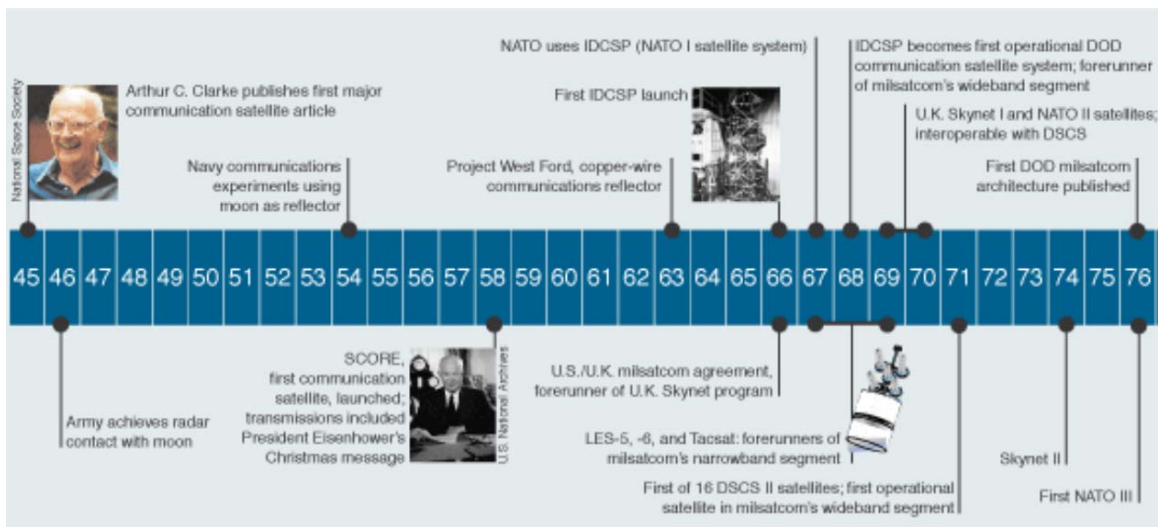 National Space Society
Arthur C. Clarke publishes first major
communication satellite article
Navy communications
experiments using
moon as reflector
NATO uses IDCSP (NATO I satellite system)
First IDCSP launch
Project West Ford, copper-wire
communications reflector
IDCSP becomes first operational DOD
communication satellite system; forerunner
of milsatcom's wideband segment
U.K. Skynet I and NATO II satellites;
interoperable with DSCS
First DOD milsatcom
architecture published
45 46 47 48 49 50 51 52 53 54 55 56 57 58 59 60 61 62 63 64 65 66 67 68 69 70 71 72 73 74 75 76
Army achieves radar
contact with moon
SCORE,
first communication
satellite, launched;
transmissions included
President Eisenhower's
Christmas message
U.S. National Archives
U.S./U.K. milsatcom agreement,
forerunner of U.K. Skynet program
LES-5, -6, and Tacsat: forerunners of
milsatcom's narrowband segment
First of 16 DSCS II satellites; first operational
satellite in milsatcom's wideband segment
Skynet II
First NATO III